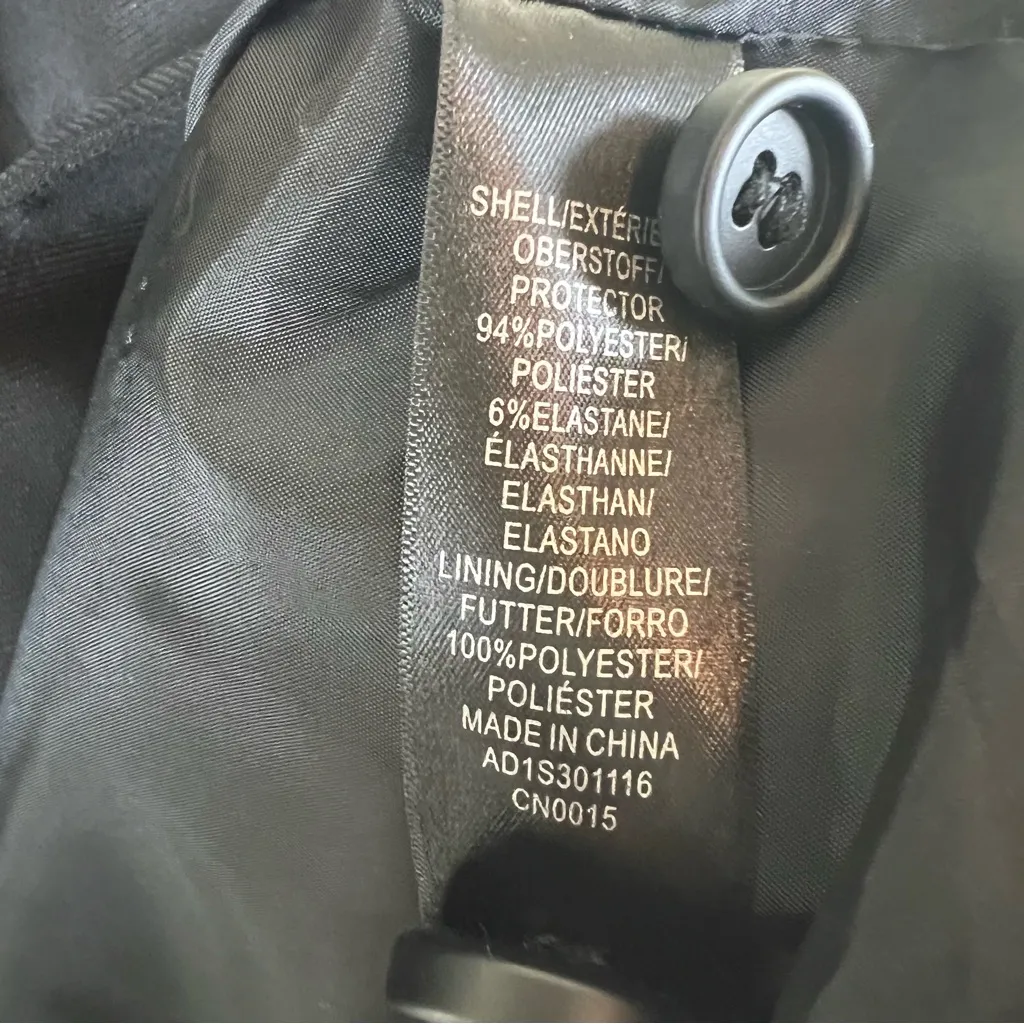 SHELL/EXTÉRIE
OBERSTOFF/
PROTECTOR
94%POLYESTER/
POLIÉSTER
6%ELASTANE/
ÉLASTHANNE/
ELASTHAN/
ELASTANO
LINING/DOUBLURE/
FUTTER/FORRO
100%POLYESTER/
POLIÉSTER
MADE IN CHINA
AD1S301116
CN0015